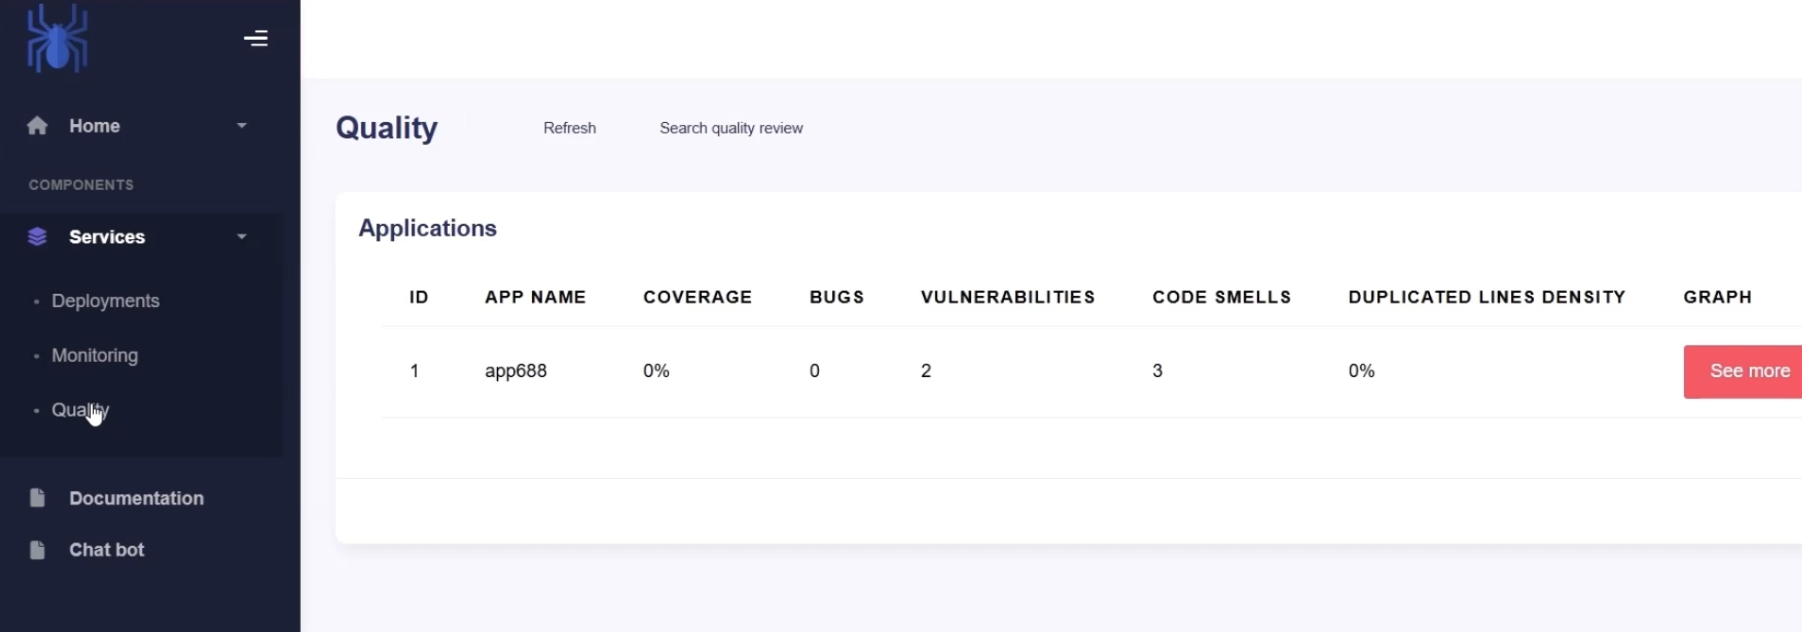 Home
COMPONENTS
Services
Deployments
Monitoring
Quality
Documentation
Chat bot
Quality Refresh Search quality review
Applications
ID APP NAME COVERAGE BUGS VULNERABILITIES CODE SMELLS DUPLICATED LINES DENSITY GRAPH
1 app688 0% 0 2 3 0% See more